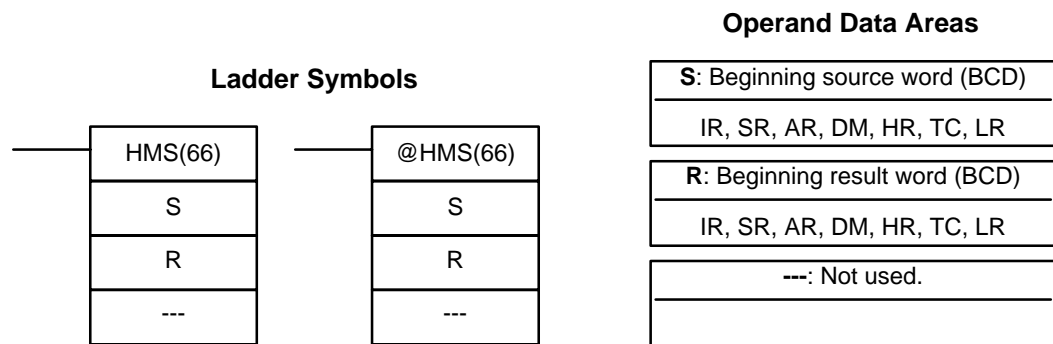 Ladder Symbols
HMS(66)
S
R
---
@HMS(66)
S
R
---
Operand Data Areas
S: Beginning source word (BCD)
IR, SR, AR, DM, HR, TC, LR
R: Beginning result word (BCD)
IR, SR, AR, DM, HR, TC, LR
---: Not used.